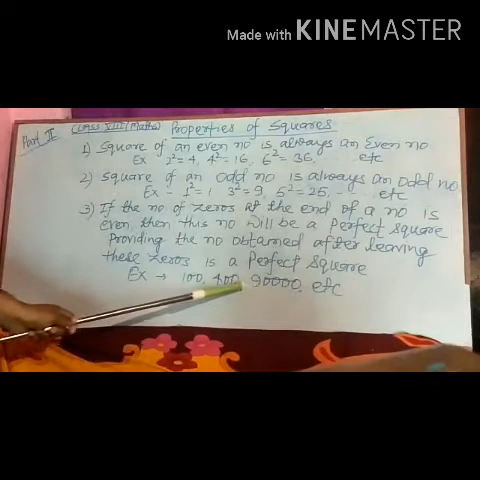 Made with KINEMASTER
Part II
Class VIII (Maths) Properties of Squares
1) Square of an even no is always an Even no
Ex 2²= 4, 4²= 16, 6²= 36. etc
2) Square of an odd no is always an odd no.
Ex - 1²= 1 3²= 9, 5²= 25, - - etc
3) If the no of zeros at the end of a no is
even, then this no will be a Perfect Square
Providing the no obtained after leaving
these zeros is a Perfect Square
Ex → 100, 400, 90000, etc